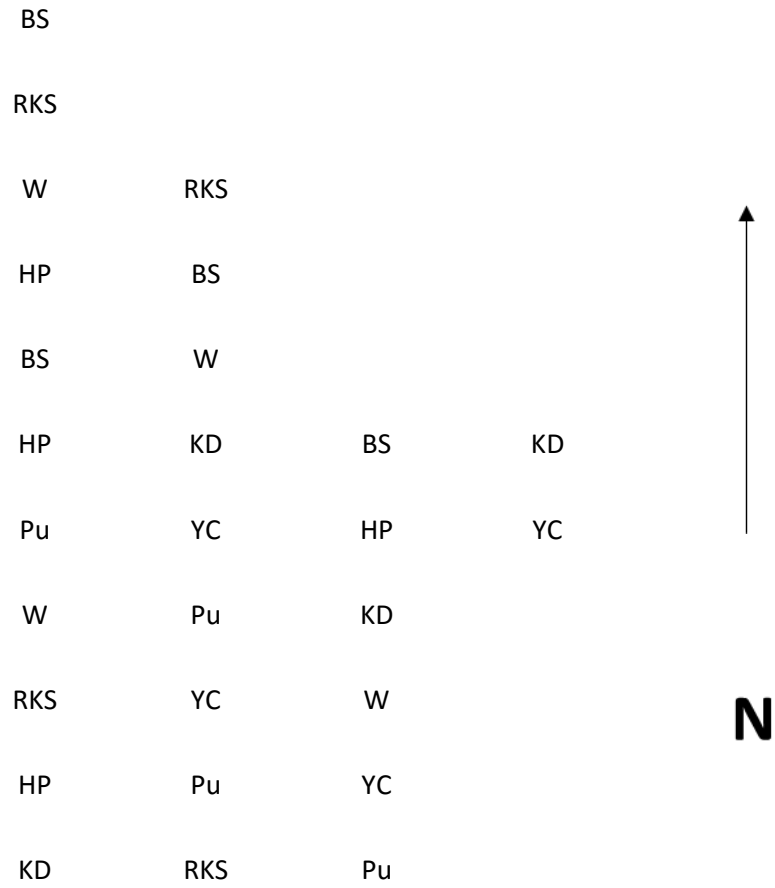 BS
RKS
W RKS
HP BS
BS W
HP KD BS KD
Pu YC HP YC
W Pu KD
RKS YC W
N
HP Pu YC
KD RKS Pu